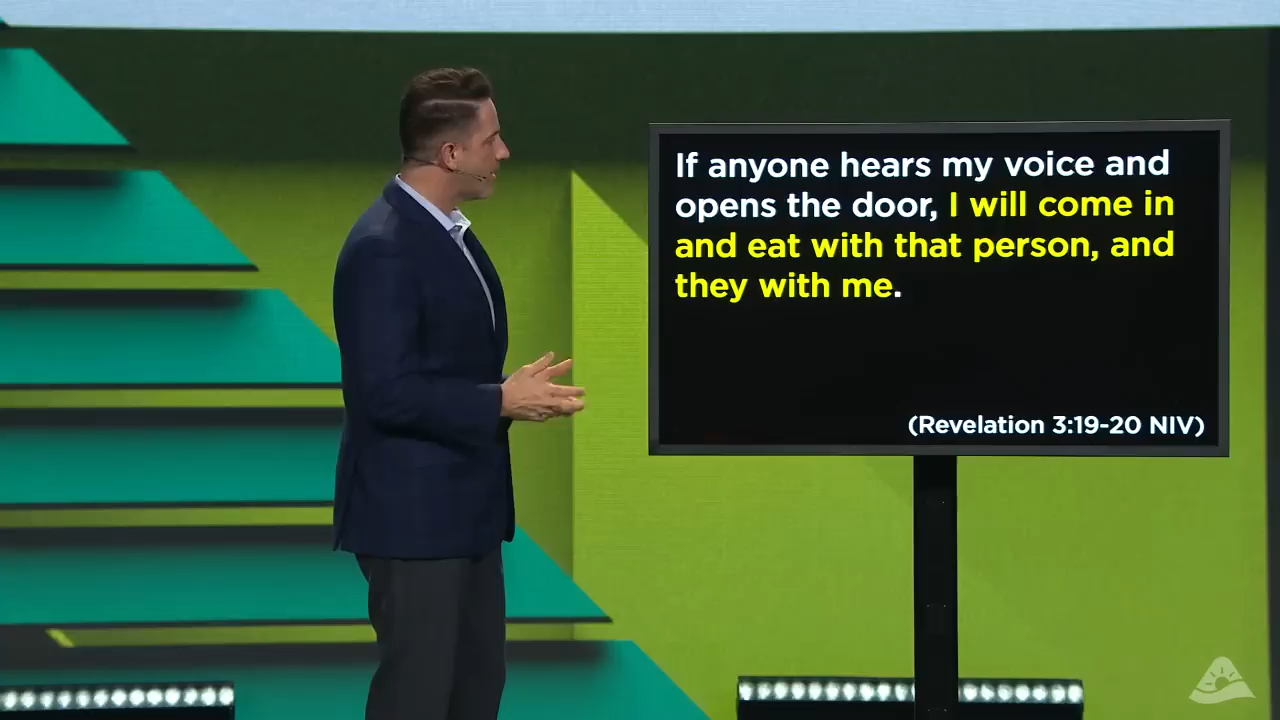 If anyone hears my voice and
opens the door, I will come in
and eat with that person, and
they with me.
(Revelation 3:19-20 NIV)